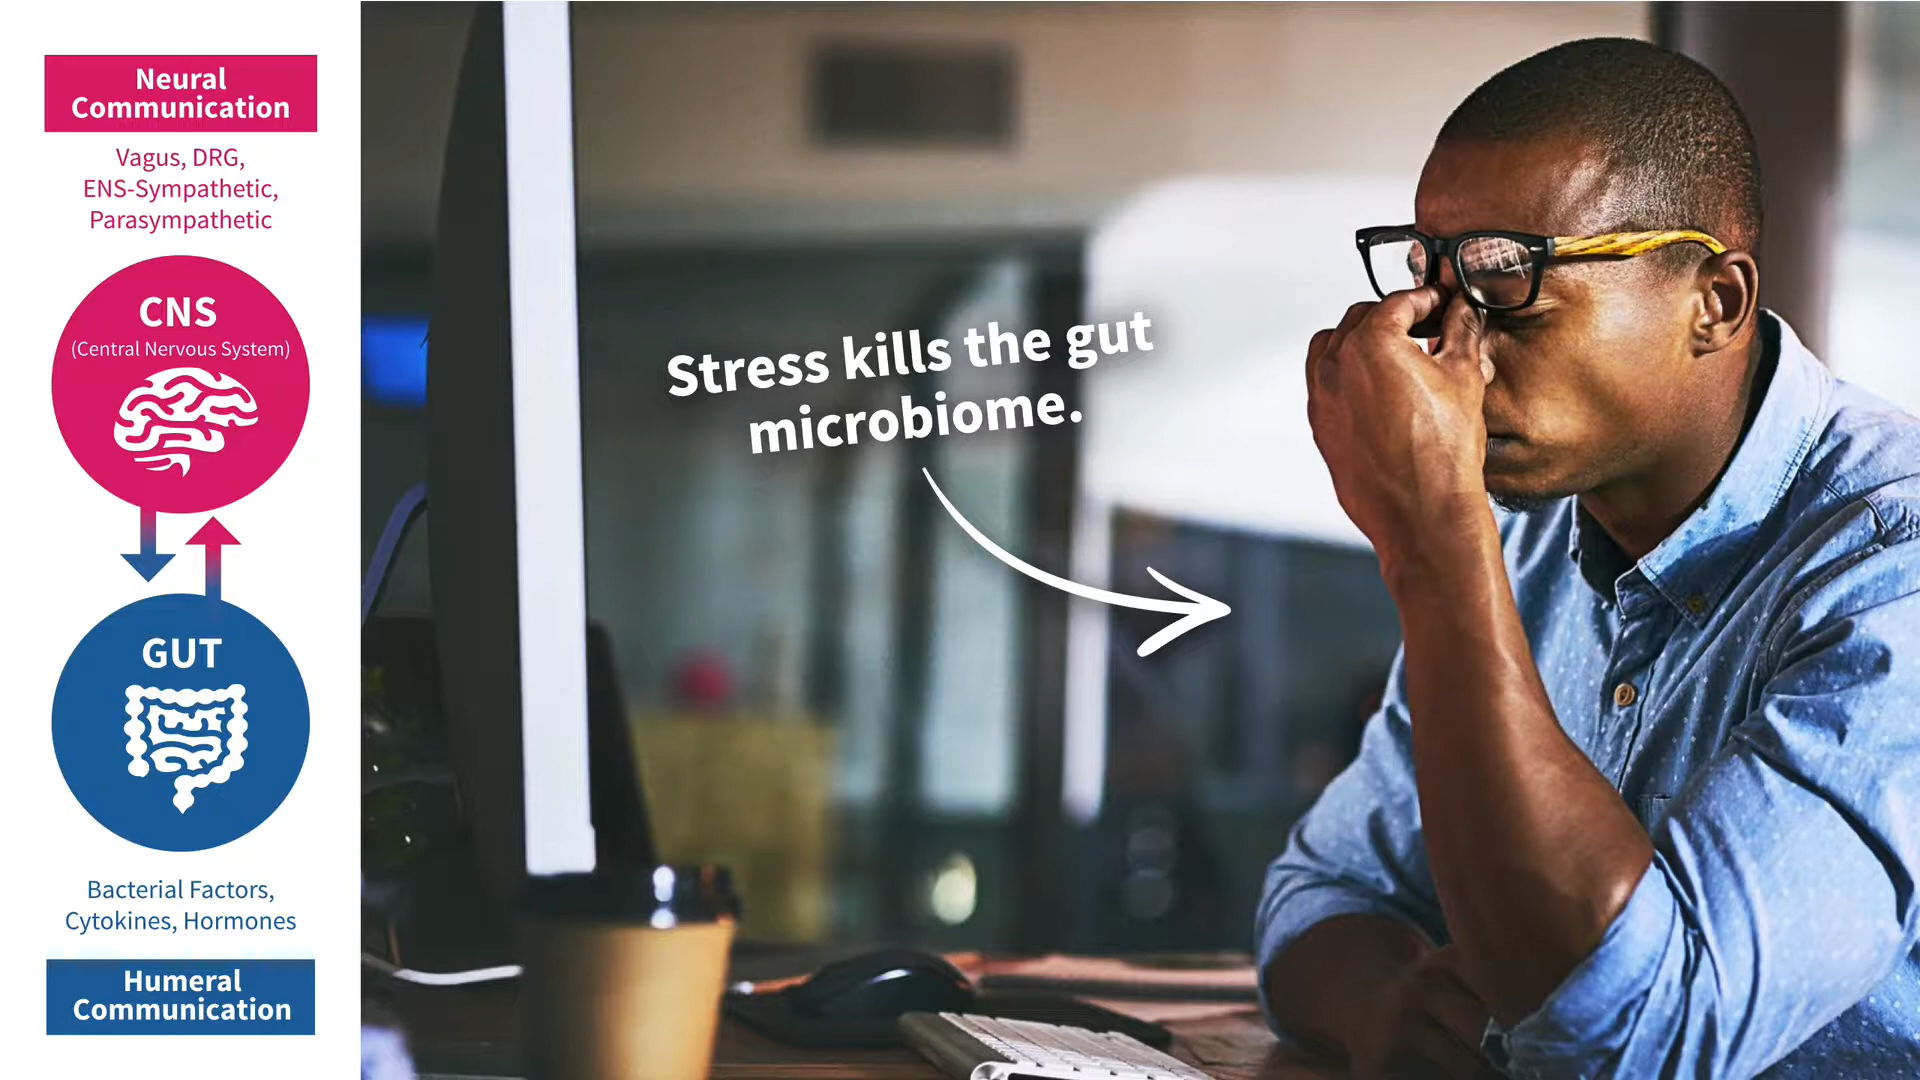 Neural
Communication
Vagus, DRG,
ENS-Sympathetic,
Parasympathetic
CNS
(Central Nervous System)
GUT
Bacterial Factors,
Cytokines, Hormones
Humeral
Communication
Stress kills the gut
microbiome.